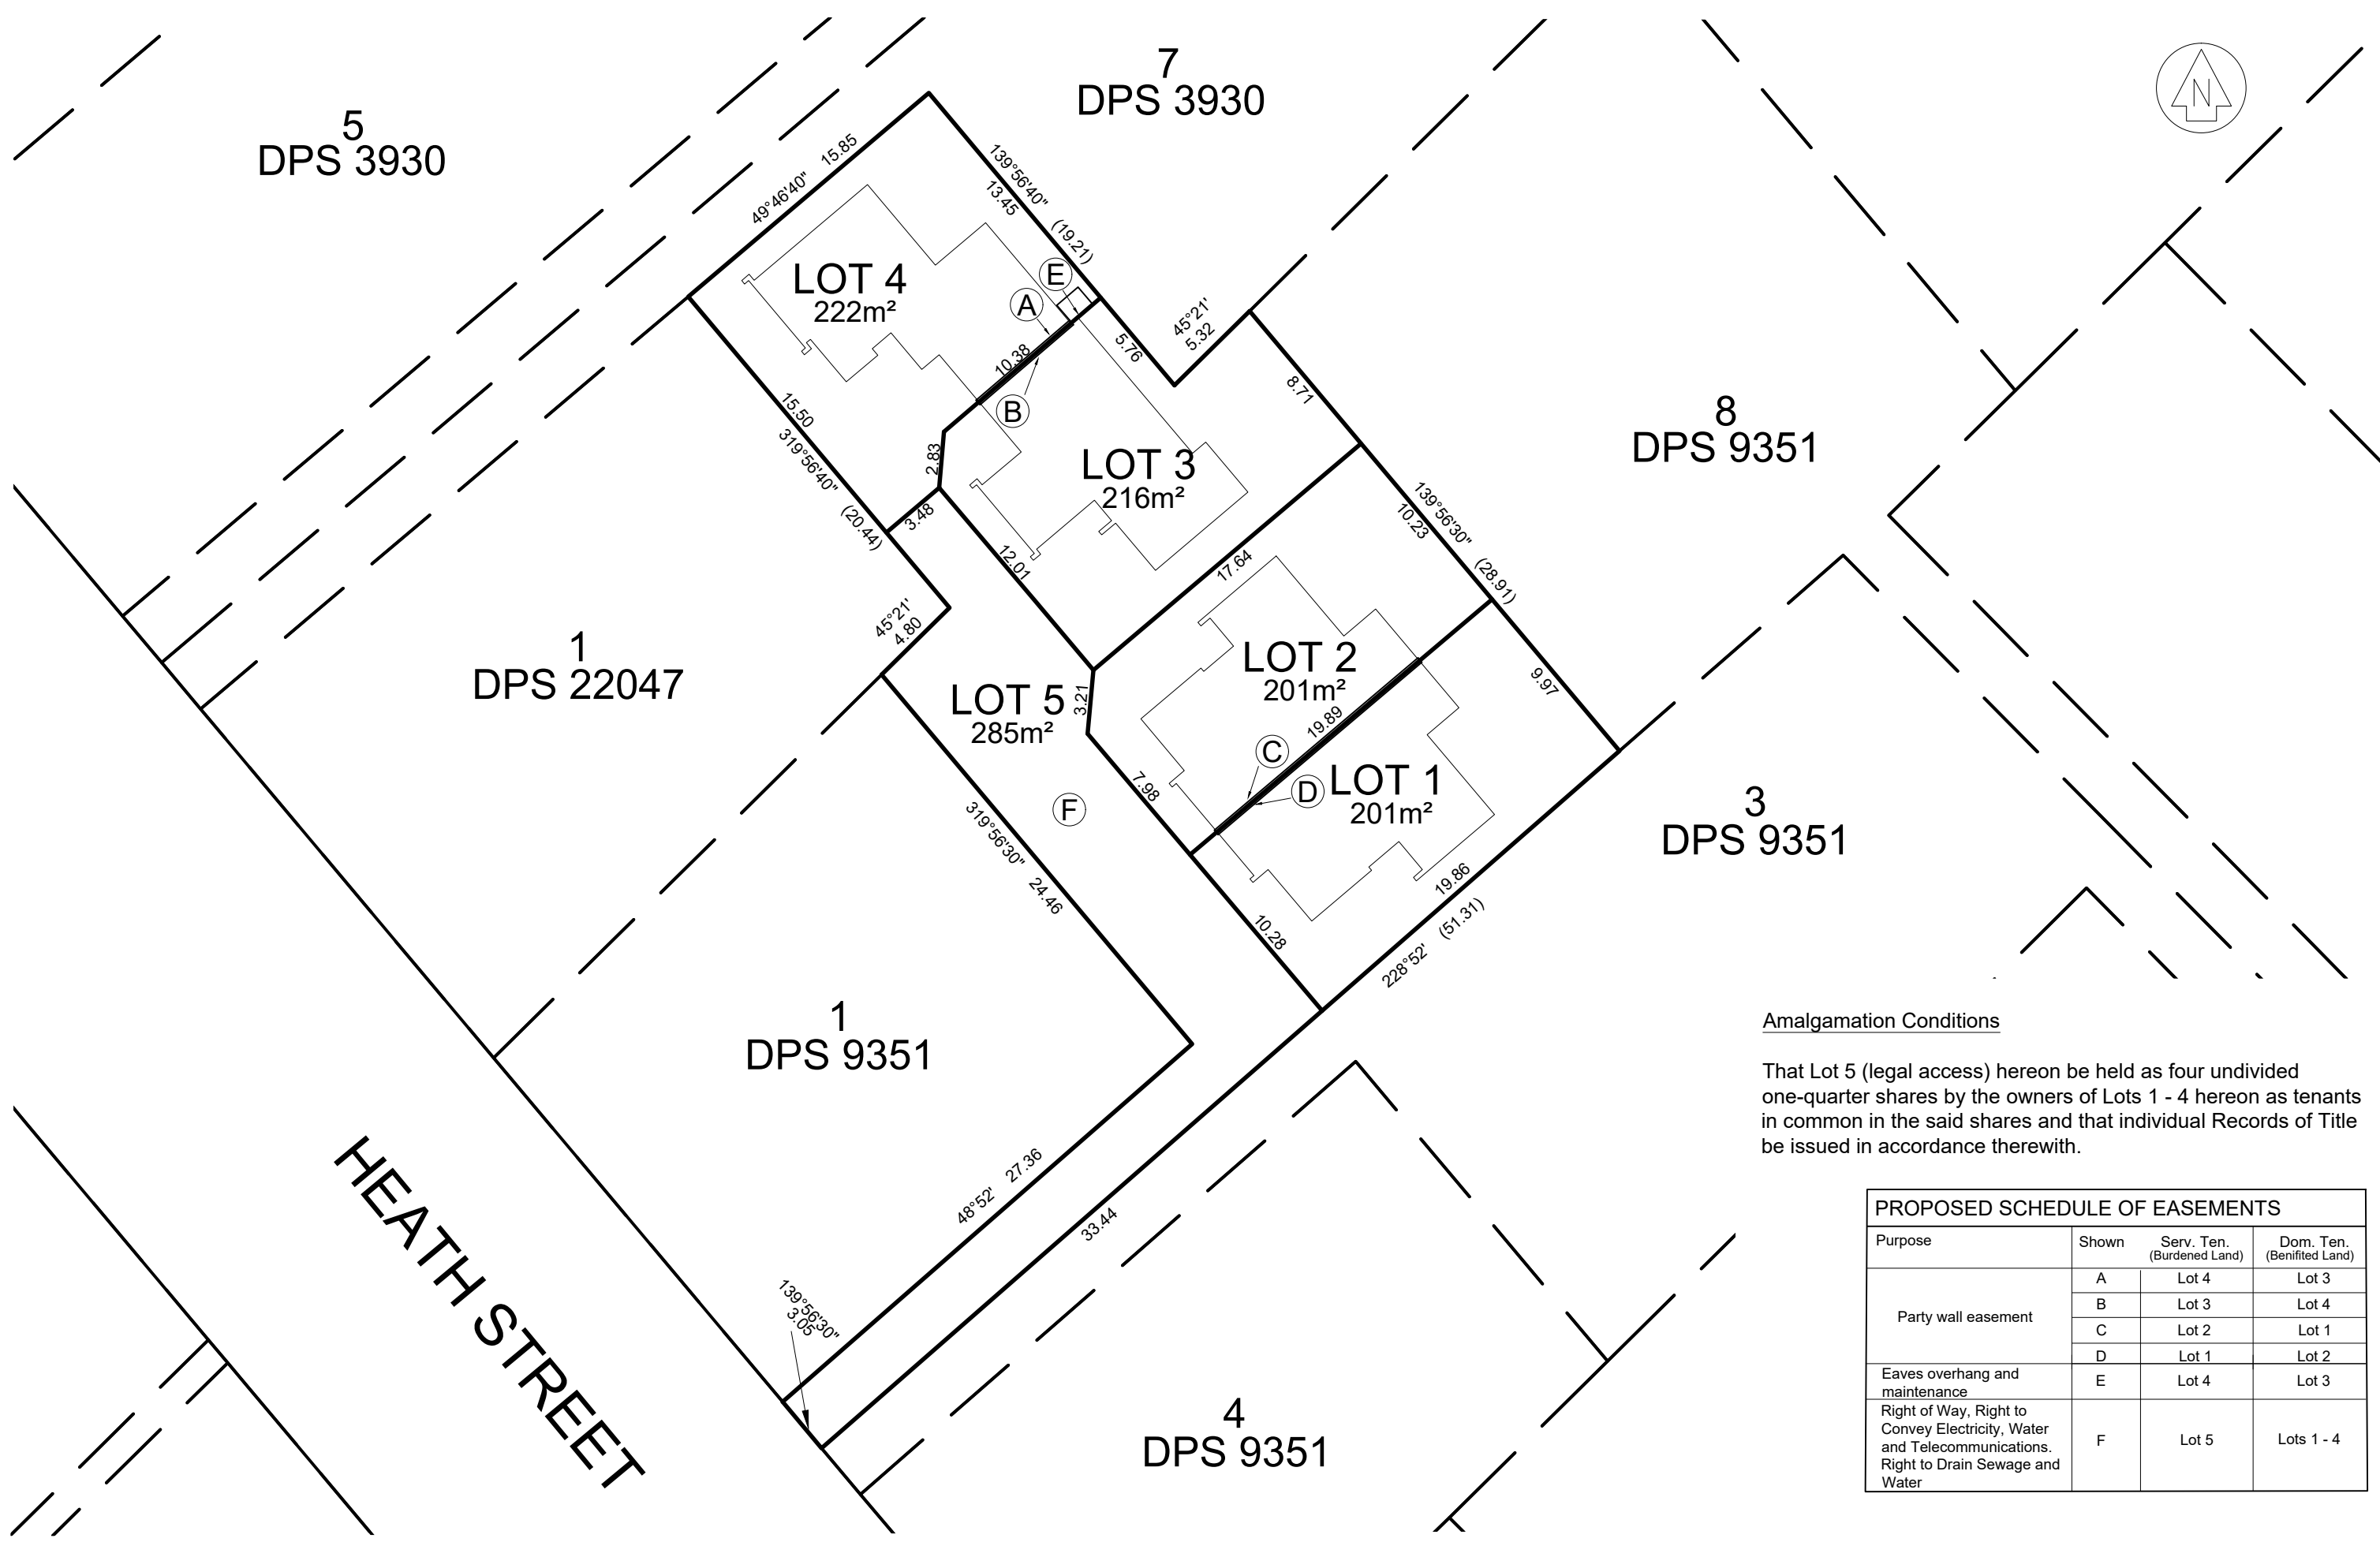 7
DPS 3930
N
5
DPS 3930
49°46'40"
15.85
139°56'40"
13.45
(19.21)
E
A
LOT 4
222m²
10.38
B
5.76
45°21'
5.32
8.71
8
DPS 9351
15.50
319°56'40"
(20.44)
2.83
3.48
LOT 3
216m²
12.01
17.64
139°56'30"
10.23
(28.91)
45°21'
4.80
1
DPS 22047
LOT 5
285m²
3.21
LOT 2
201m²
19.89
C
D
LOT 1
201m²
9.97
7.98
F
3
DPS 9351
319°56'30"
24.46
10.28
19.86
(51.31)
228°52'
1
DPS 9351
48°52'
27.36
33.44
139°56'30"
3.05
HEATH STREET
4
DPS 9351
Amalgamation Conditions
That Lot 5 (legal access) hereon be held as four undivided
one-quarter shares by the owners of Lots 1 - 4 hereon as tenants
in common in the said shares and that individual Records of Title
be issued in accordance therewith.
PROPOSED SCHEDULE OF EASEMENTS
Purpose Shown Serv. Ten. Dom. Ten.
(Burdened Land) (Benifited Land)
A Lot 4 Lot 3
B Lot 3 Lot 4
Party wall easement
C Lot 2 Lot 1
D Lot 1 Lot 2
Eaves overhang and
maintenance
E Lot 4 Lot 3
Right of Way, Right to
Convey Electricity, Water
and Telecommunications.
Right to Drain Sewage and
Water
F Lot 5 Lots 1 - 4